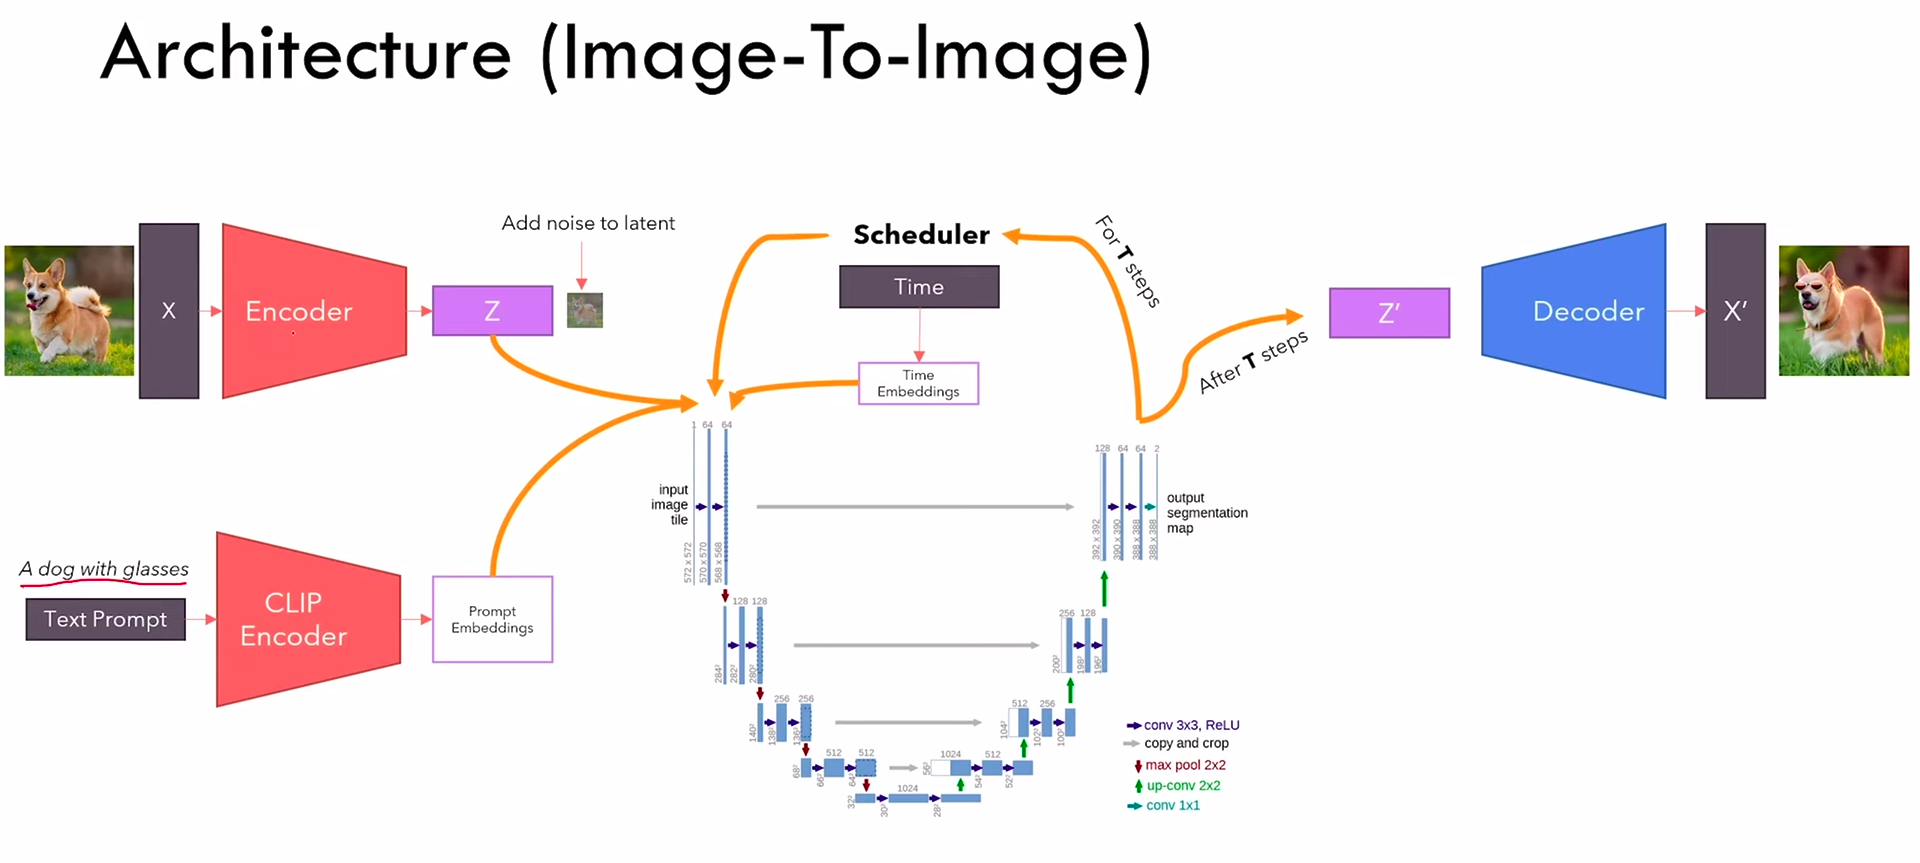 Architecture (Image-To-Image)
Add noise to latent
Scheduler
For T steps
X
Encoder
Z
Time
Time
Embeddings
After T steps
Z’
Decoder
X’
A dog with glasses
Text Prompt
CLIP
Encoder
Prompt
Embeddings
1 64 64
input
image
tile
572 x 572
570 x 570
568 x 568
128 64 64 2
output
segmentation
map
392 x 392
390 x 390
388 x 388
388 x 388
128 128
284²
282²
280²
256 128
200²
198²
196²
256 256
140²
138²
136²
512 256
104²
102²
100²
512 512
68²
66²
64²
1024 512
56²
54²
52²
1024
32²
30²
28²
conv 3x3, ReLU
copy and crop
max pool 2x2
up-conv 2x2
conv 1x1